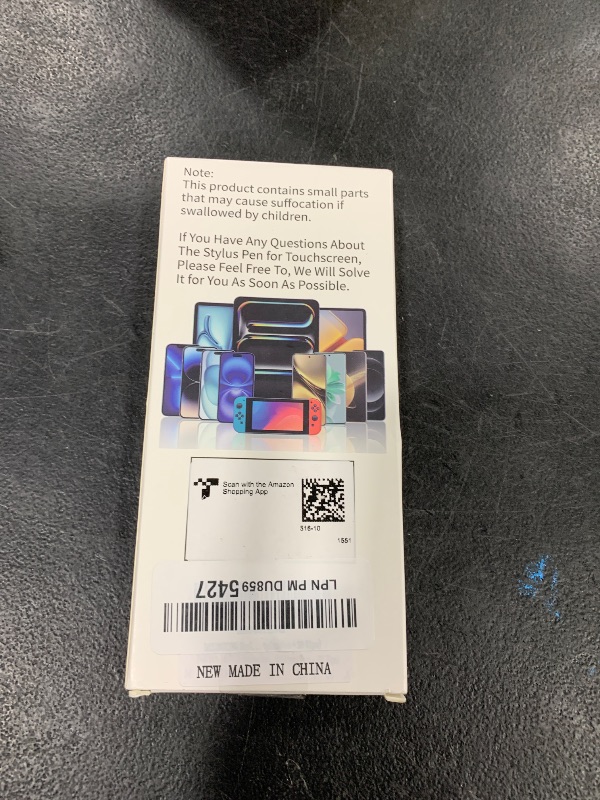 Note:
This product contains small parts
that may cause suffocation if
swallowed by children.
If You Have Any Questions About
The Stylus Pen for Touchscreen,
Please Feel Free To, We Will Solve
It for You As Soon As Possible.
Scan with the Amazon
Shopping App
316-10
1551
LPN PM DU859 5427
NEW MADE IN CHINA